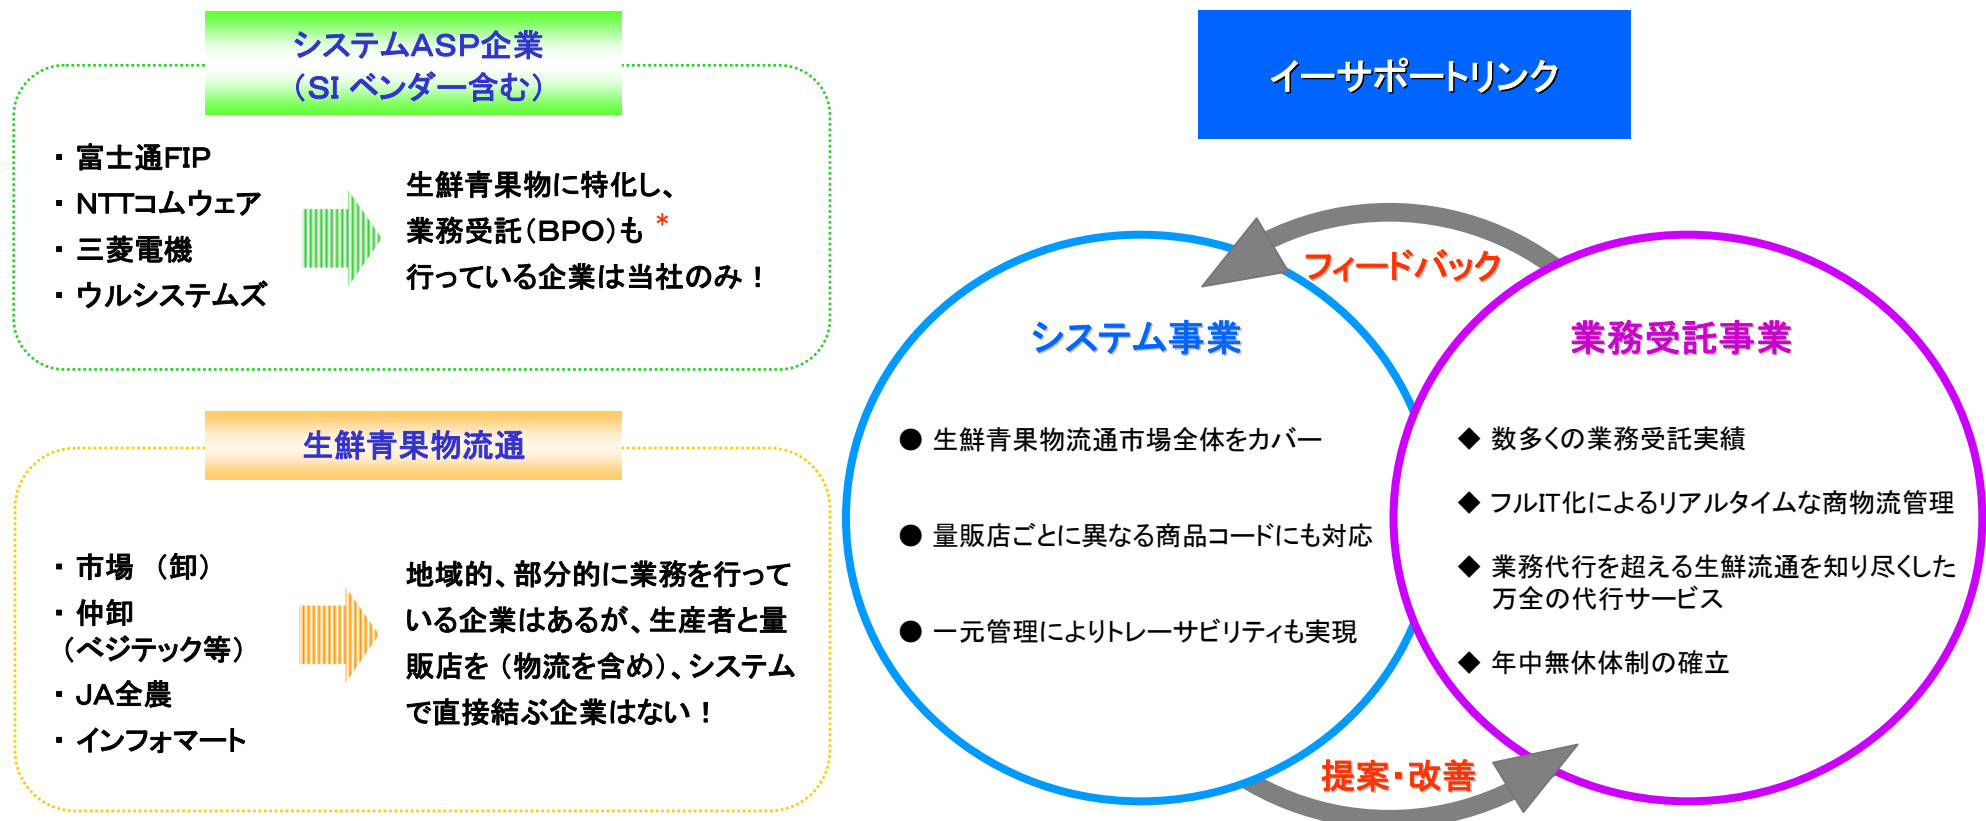 システムASP企業
（SI ベンダー含む）
・ 富士通FIP
・ NTTコムウェア
・ 三菱電機
・ ウルシステムズ
生鮮青果物に特化し、
業務受託（BPO）も *
行っている企業は当社のみ！
生鮮青果物流通
・ 市場 （卸）
・ 仲卸
（ベジテック等）
・ JA全農
・ インフォマート
地域的、部分的に業務を行って
いる企業はあるが、生産者と量
販店を （物流を含め）、システム
で直接結ぶ企業はない！
イーサポートリンク
フィードバック
システム事業
● 生鮮青果物流通市場全体をカバー
● 量販店ごとに異なる商品コードにも対応
● 一元管理によりトレーサビリティも実現
業務受託事業
◆ 数多くの業務受託実績
◆ フルIT化によるリアルタイムな商物流管理
◆ 業務代行を超える生鮮流通を知り尽くした
万全の代行サービス
◆ 年中無休体制の確立
提案・改善